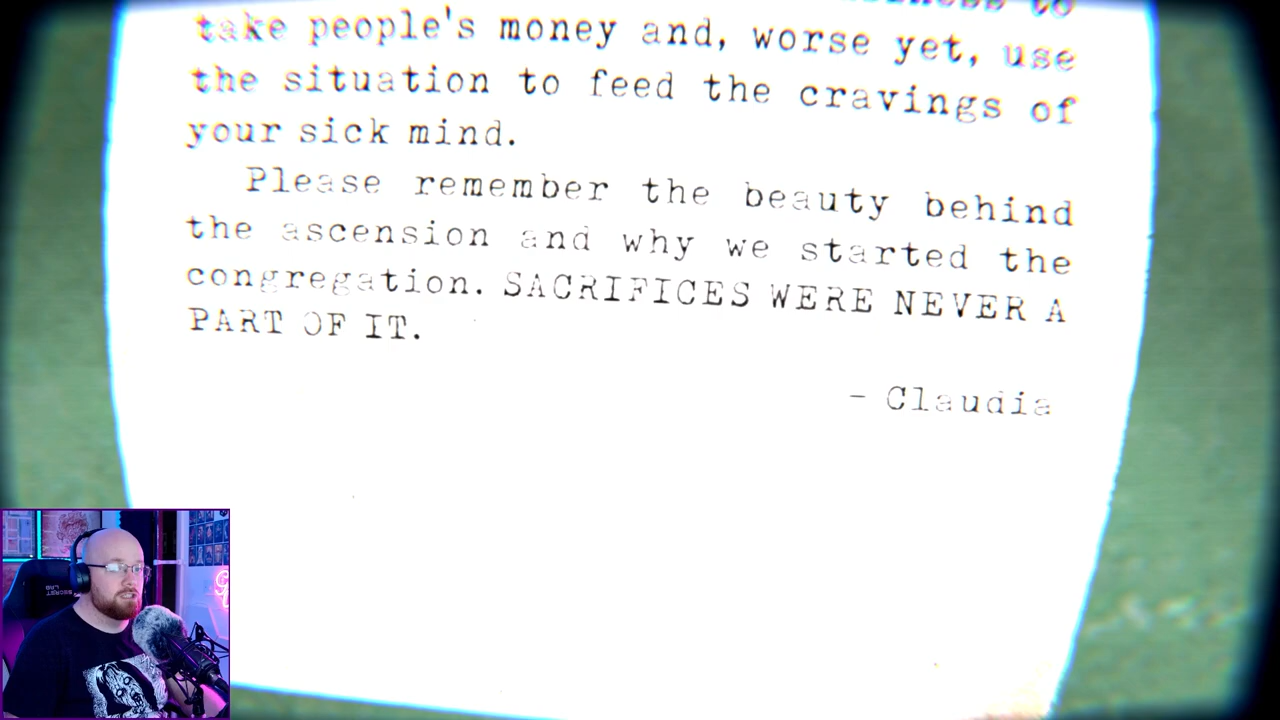 to
take people's money and, worse yet, use
the situation to feed the cravings of
your sick mind.
Please remember the beauty behind
the ascension and why we started the
congregation. SACRIFICES WERE NEVER A
PART OF IT.
- Claudia